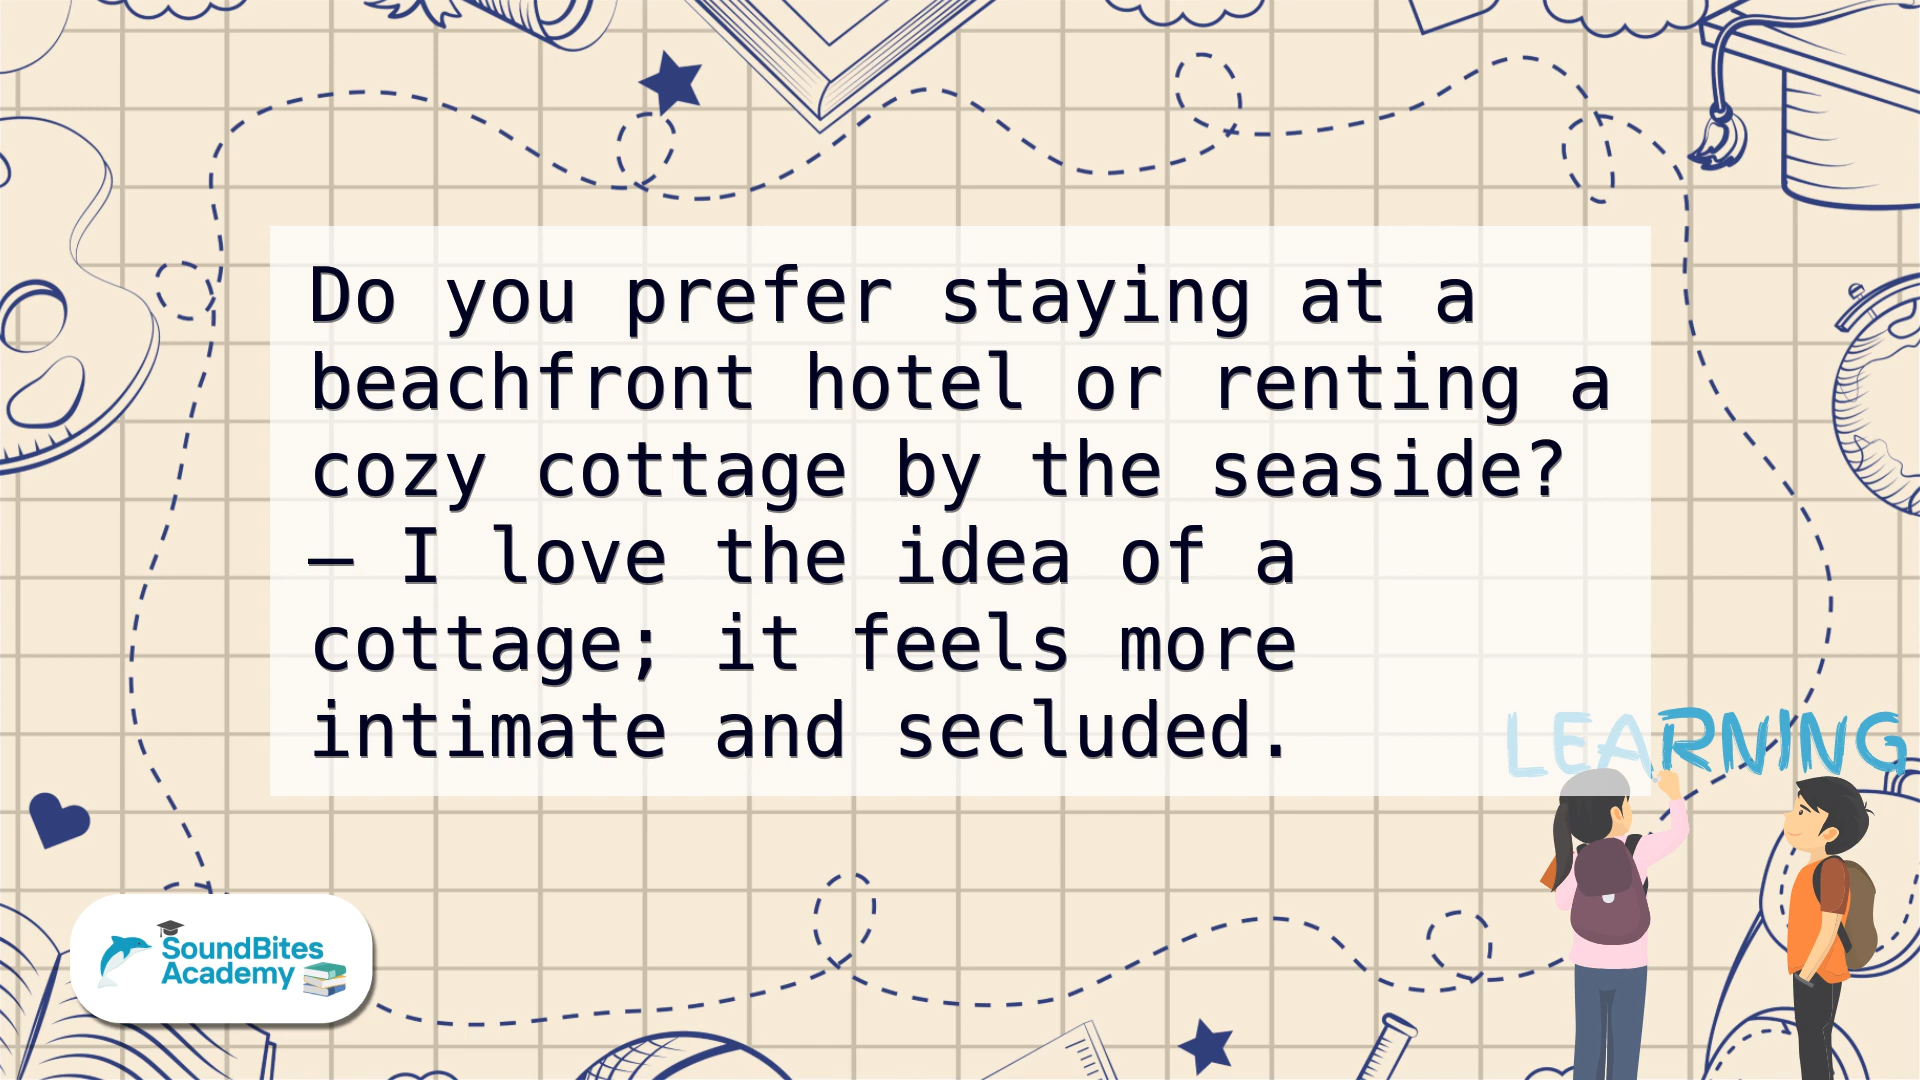 Do you prefer staying at a
beachfront hotel or renting a
cozy cottage by the seaside?
– I love the idea of a
cottage; it feels more
intimate and secluded.
LEARNING
SoundBites
Academy